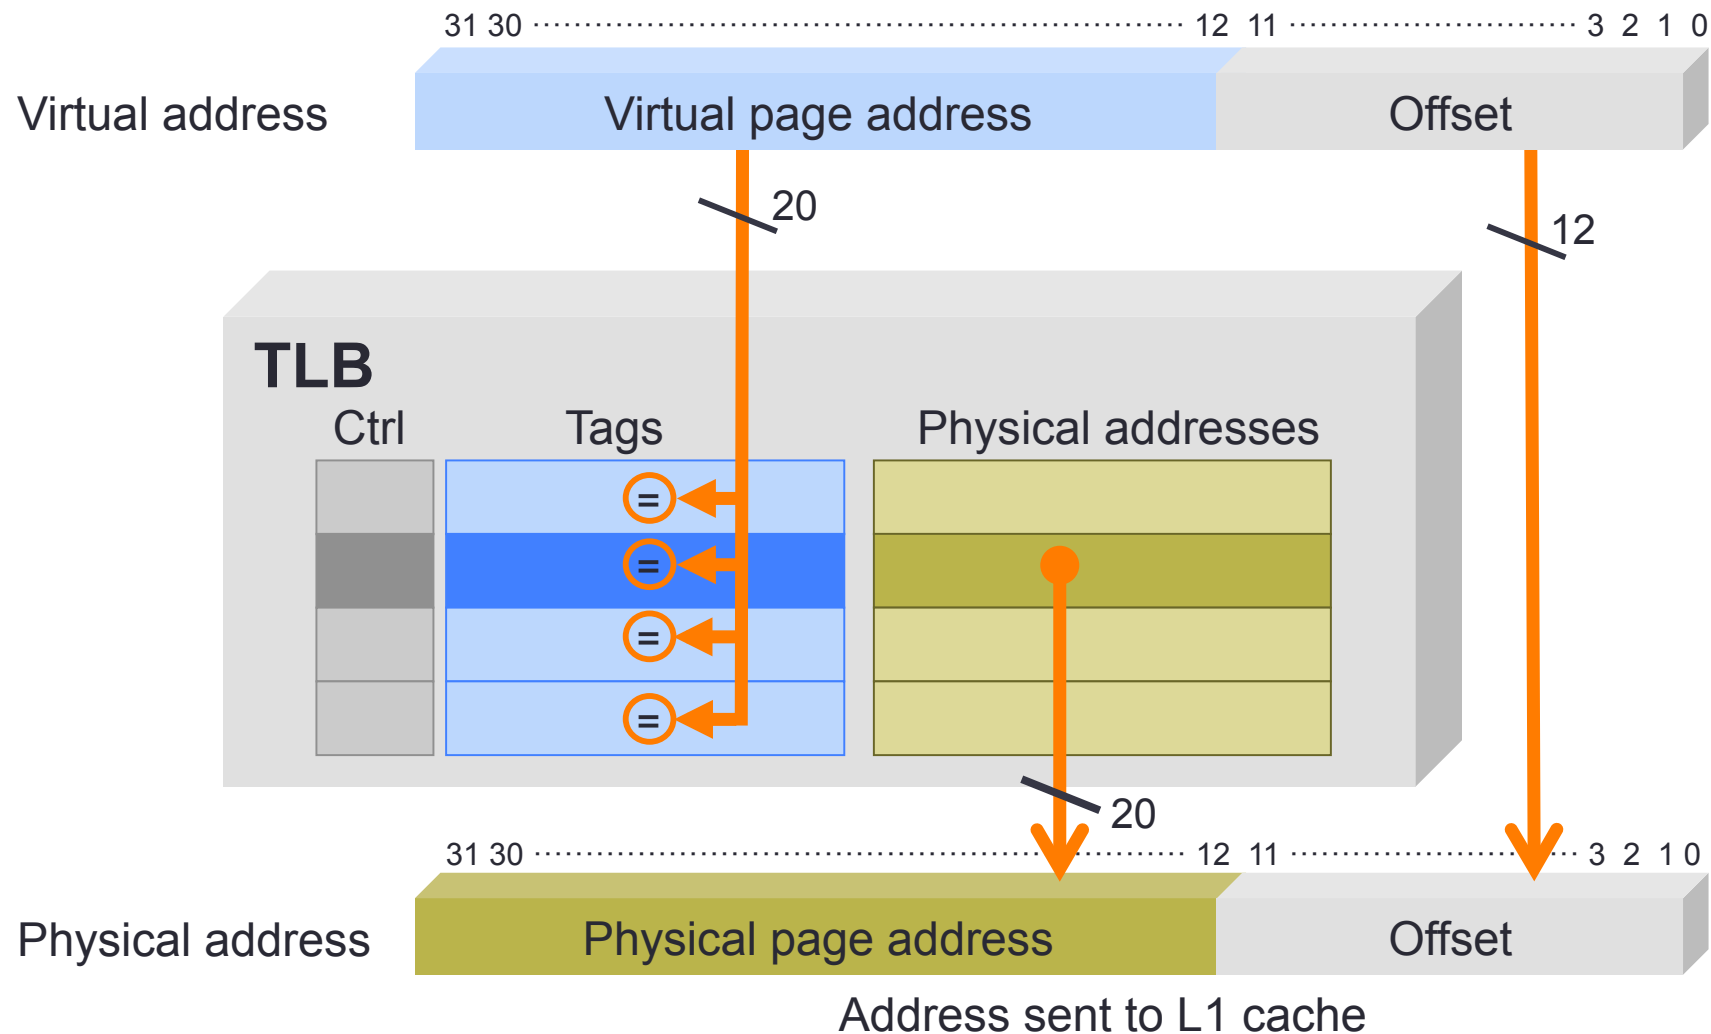 31 30 ........ 12 11 ........ 3 2 1 0
Virtual address
Virtual page address
Offset
20
12
TLB
Ctrl
Tags
Physical addresses
=
=
=
=
20
31 30 ........ 12 11 ........ 3 2 1 0
Physical address
Physical page address
Offset
Address sent to L1 cache